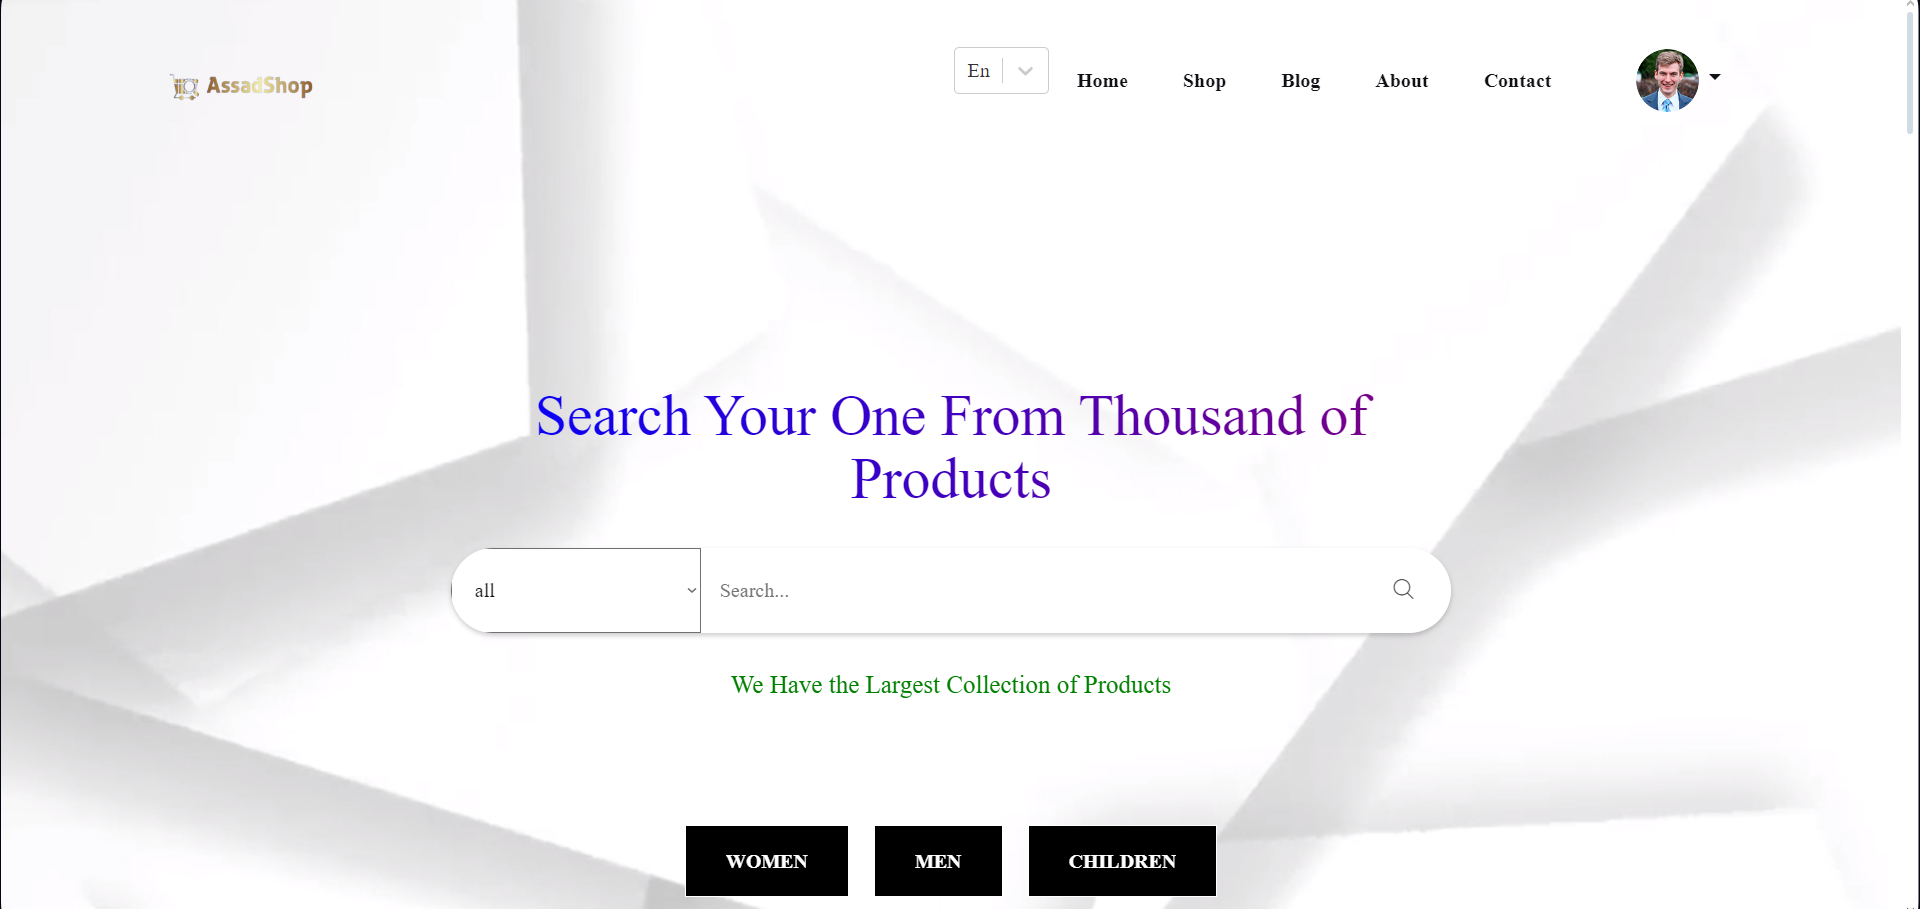 AssadShop
En
Home
Shop
Blog
About
Contact
Search Your One From Thousand of
Products
all
Search...
We Have the Largest Collection of Products
WOMEN
MEN
CHILDREN